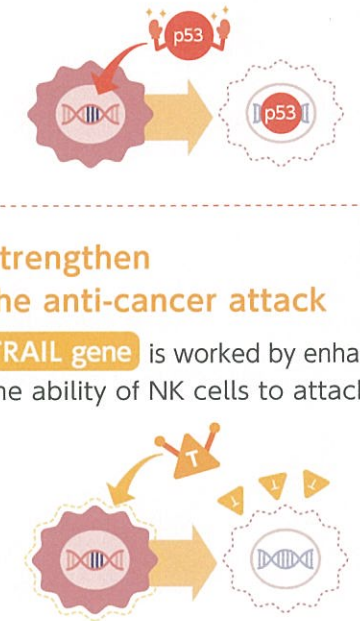 p53
p53
trengthen
he anti-cancer attack
TRAIL gene is worked by enha
he ability of NK cells to attack
T
T T T